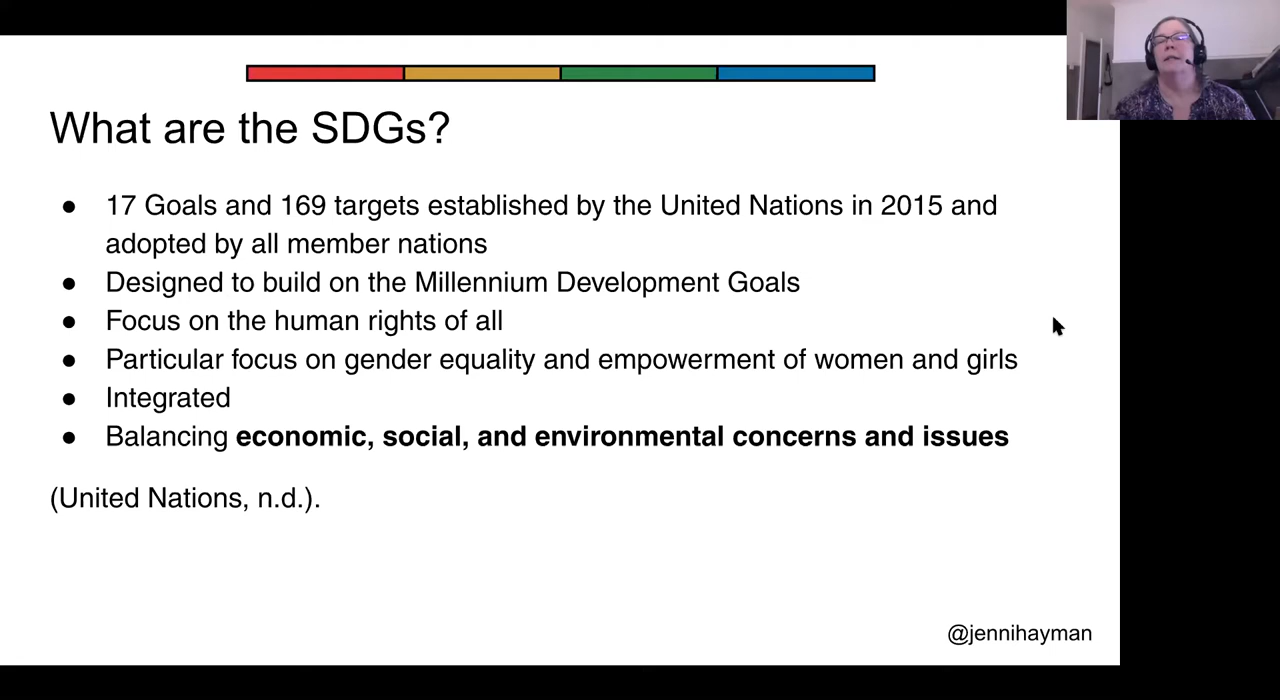 What are the SDGs?
● 17 Goals and 169 targets established by the United Nations in 2015 and
adopted by all member nations
● Designed to build on the Millennium Development Goals
● Focus on the human rights of all
● Particular focus on gender equality and empowerment of women and girls
● Integrated
● Balancing economic, social, and environmental concerns and issues
(United Nations, n.d.).
@jennihayman